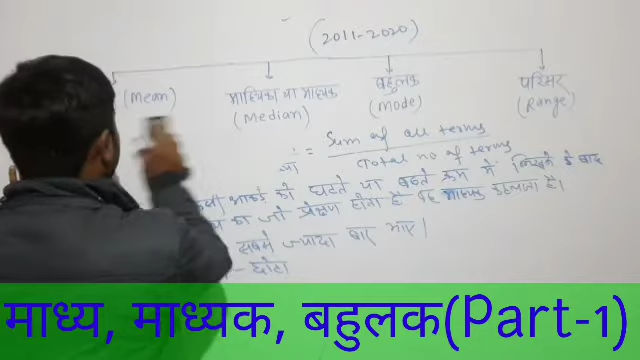 (2011-2020)
(Mean) माध्यिका या माध्यक बहुलक परिसर
(Median) (Mode) (Range)
= Sum of all terms
Total no of terms
को घटते या बढते क्रम में लिखने के बाद
का जो प्रेक्षण होता है वह माध्यक कहलाता है।
सबसे ज्यादा बार आए।
- छोटा
माध्य, माध्यक, बहुलक(Part-1)